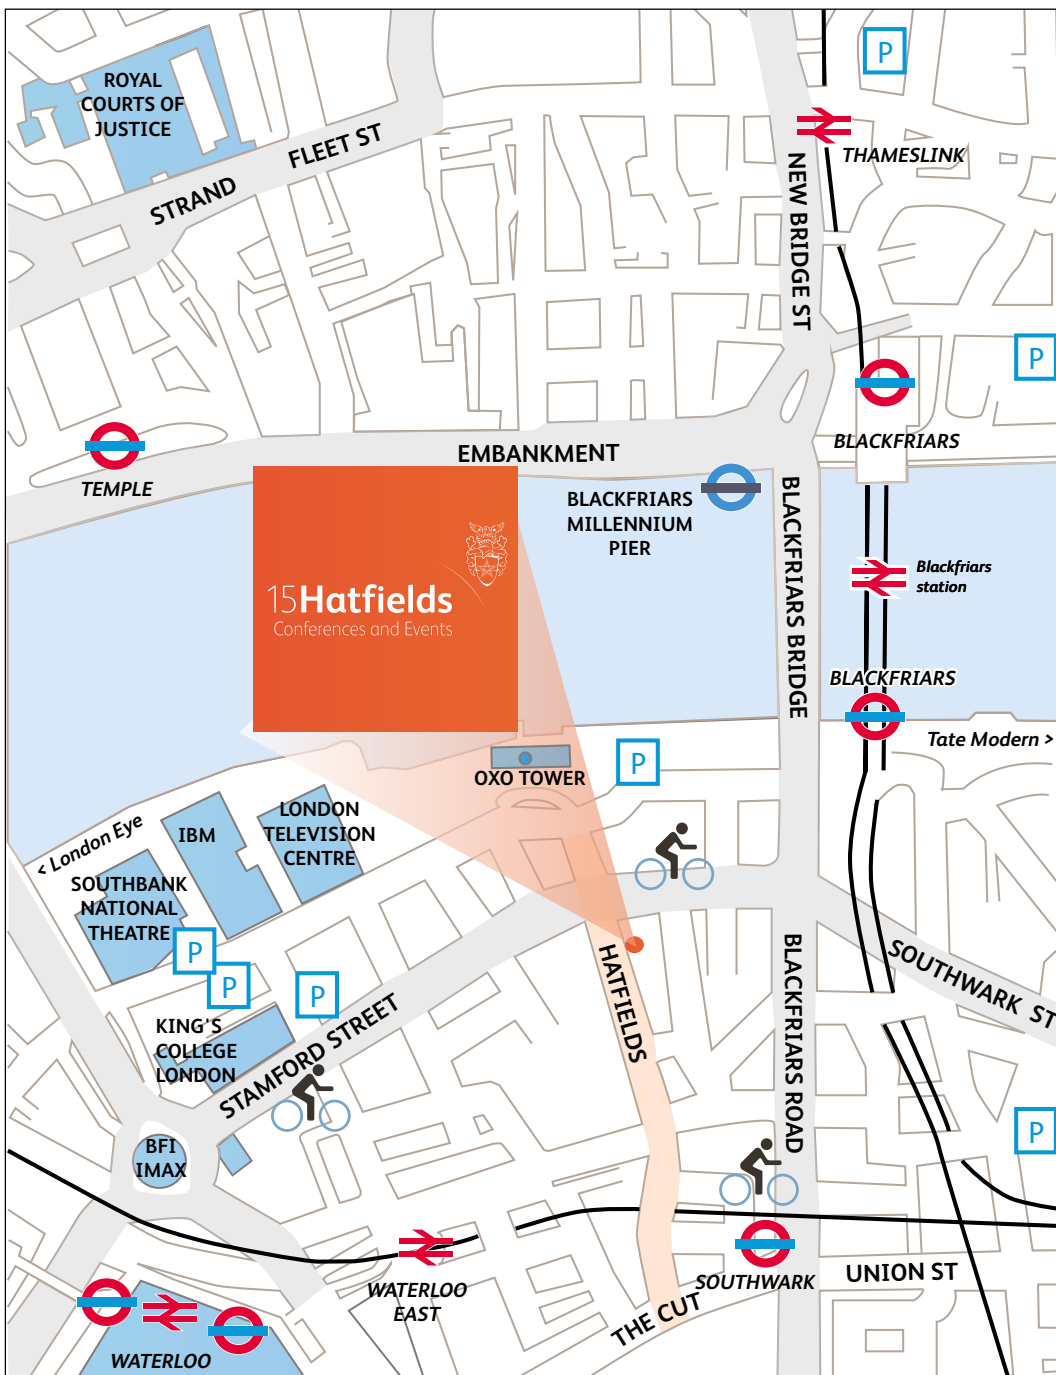 ROYAL
COURTS OF
JUSTICE
STRAND
FLEET ST
P
THAMESLINK
NEW BRIDGE ST
P
BLACKFRIARS
TEMPLE
EMBANKMENT
BLACKFRIARS
MILLENNIUM
PIER
BLACKFRIARS BRIDGE
Blackfriars
station
15Hatfields
Conferences and Events
BLACKFRIARS
Tate Modern >
OXO TOWER
P
< London Eye
IBM
LONDON
TELEVISION
CENTRE
SOUTHBANK
NATIONAL
THEATRE
P
P
P
KING'S
COLLEGE
LONDON
STAMFORD STREET
HATFIELDS
BLACKFRIARS ROAD
SOUTHWARK ST
P
BFI
IMAX
WATERLOO
EAST
SOUTHWARK
UNION ST
THE CUT
WATERLOO